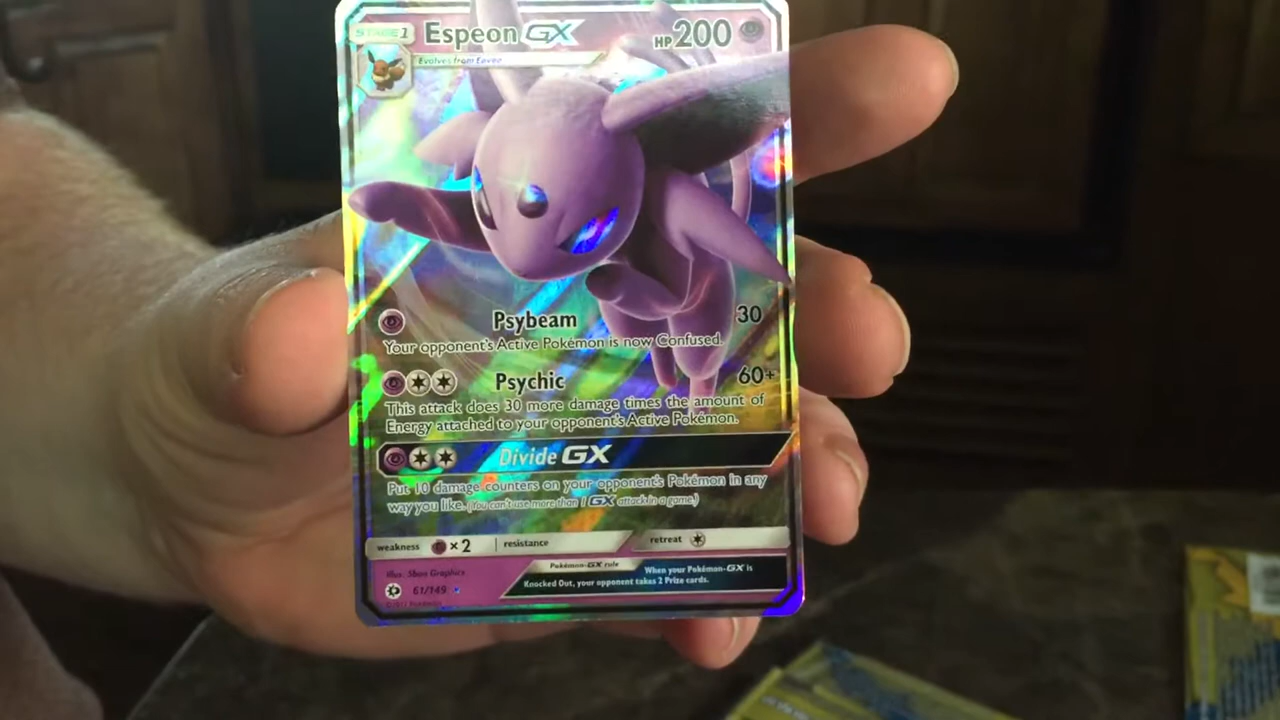 STAGE1 Espeon GX HP200
Evolves from Eevee
Psybeam 30
Your opponent's Active Pokémon is now Confused.
Psychic 60+
This attack does 30 more damage times the amount of
Energy attached to your opponent's Active Pokémon.
Divide GX
Put 10 damage counters on your opponent's Pokémon in any
way you like. (You can't use more than 1 GX attack in a game.)
weakness ×2 resistance retreat
Pokémon-GX rule When your Pokémon-GX is
Knocked Out, your opponent takes 2 Prize cards.
Illus. 5ban Graphics
61/149
©2017 Pokémon